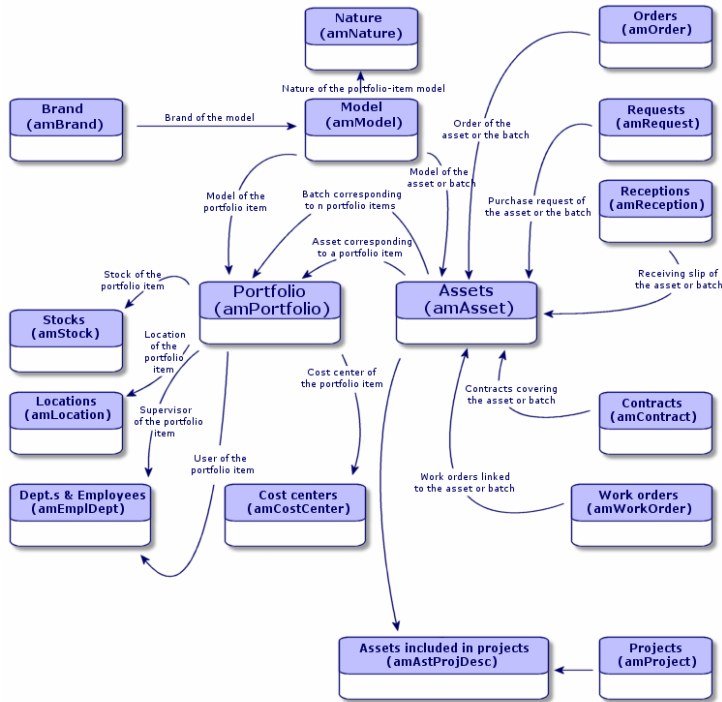 Nature
(amNature)
Orders
(amOrder)
Nature of the portfolio-item model
Brand
(amBrand)
Brand of the model
Model
(amModel)
Order of the
asset or the batch
Requests
(amRequest)
Model of the
portfolio item
Batch corresponding
to n portfolio items
Model of the
asset or batch
Purchase request of
the asset or the batch
Receptions
(amReception)
Asset corresponding
to a portfolio item
Stock of the
portfolio item
Receiving slip of
the asset or batch
Portfolio
(amPortfolio)
Assets
(amAsset)
Stocks
(amStock)
Location
of the
portfolio
item
Cost center of
the portfolio item
Contracts covering
the asset or batch
Locations
(amLocation)
Supervisor
of the portfolio
item
Contracts
(amContract)
User of the
portfolio item
Work orders linked
to the asset or batch
Dept.s & Employees
(amEmplDept)
Cost centers
(amCostCenter)
Work orders
(amWorkOrder)
Assets included in projects
(amAstProjDesc)
Projects
(amProject)